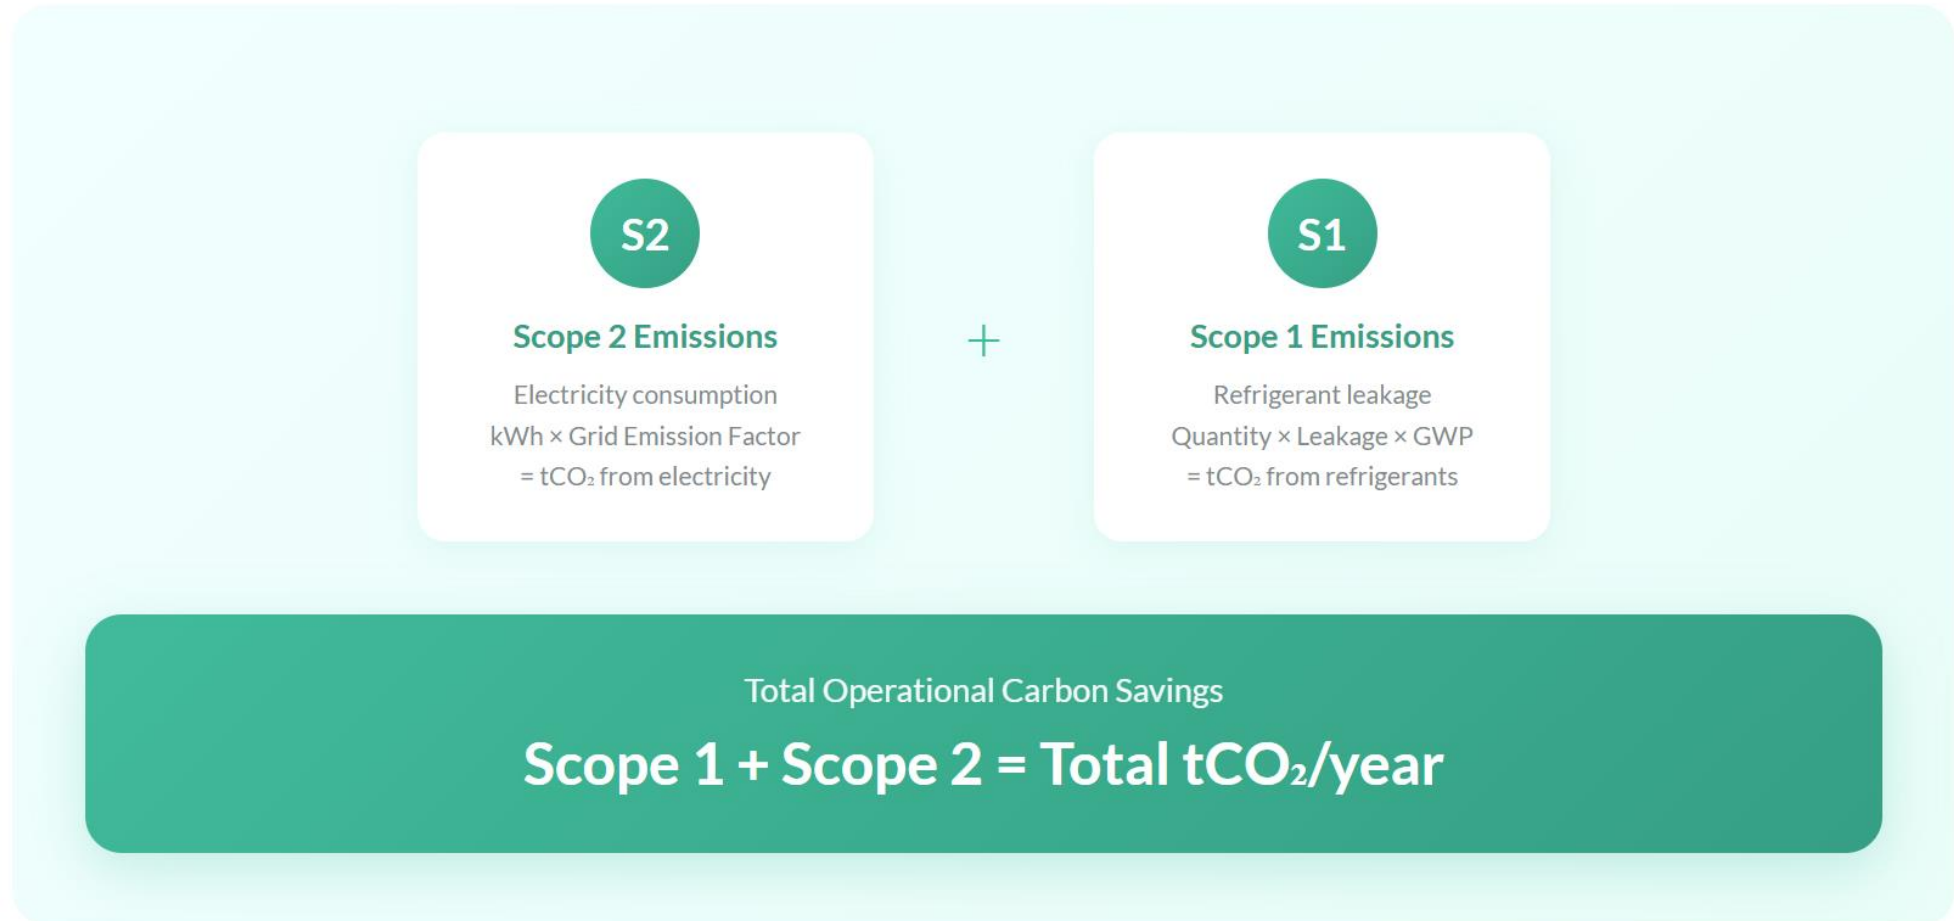 S2
Scope 2 Emissions
Electricity consumption
kWh × Grid Emission Factor
= tCO₂ from electricity
+
S1
Scope 1 Emissions
Refrigerant leakage
Quantity × Leakage × GWP
= tCO₂ from refrigerants
Total Operational Carbon Savings
Scope 1 + Scope 2 = Total tCO₂/year